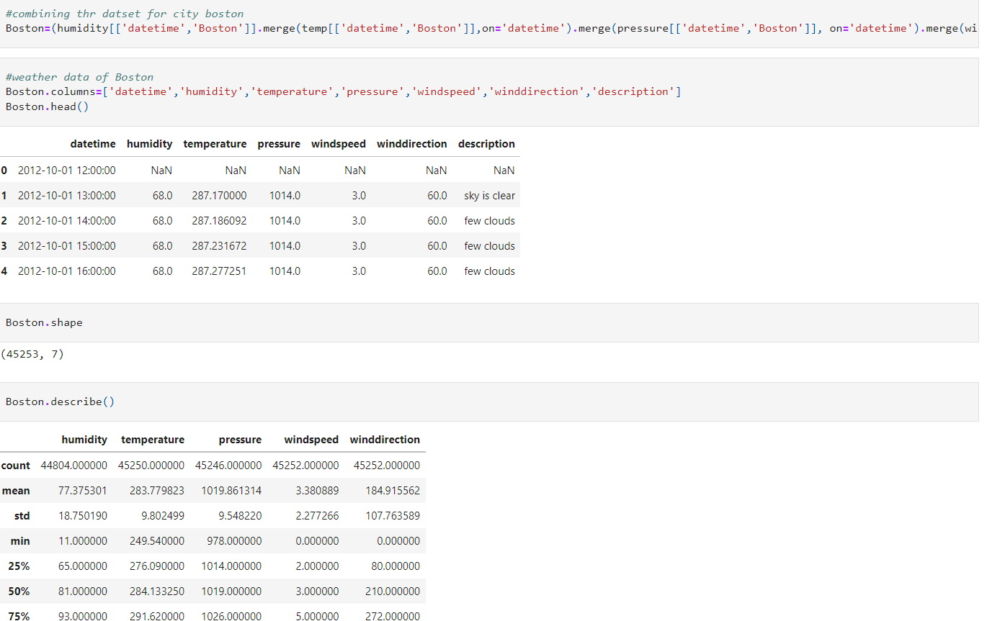 #combining thr datset for city boston
Boston=(humidity[['datetime','Boston']].merge(temp[['datetime','Boston']],on='datetime').merge(pressure[['datetime','Boston']], on='datetime').merge(wi
#weather data of Boston
Boston.columns=['datetime','humidity','temperature','pressure','windspeed','winddirection','description']
Boston.head()
datetime humidity temperature pressure windspeed winddirection description
0 2012-10-01 12:00:00 NaN NaN NaN NaN NaN NaN
1 2012-10-01 13:00:00 68.0 287.170000 1014.0 3.0 60.0 sky is clear
2 2012-10-01 14:00:00 68.0 287.186092 1014.0 3.0 60.0 few clouds
3 2012-10-01 15:00:00 68.0 287.231672 1014.0 3.0 60.0 few clouds
4 2012-10-01 16:00:00 68.0 287.277251 1014.0 3.0 60.0 few clouds
Boston.shape
(45253, 7)
Boston.describe()
humidity temperature pressure windspeed winddirection
count 44804.000000 45250.000000 45246.000000 45252.000000 45252.000000
mean 77.375301 283.779823 1019.861314 3.380889 184.915562
std 18.750190 9.802499 9.548220 2.277266 107.763589
min 11.000000 249.540000 978.000000 0.000000 0.000000
25% 65.000000 276.090000 1014.000000 2.000000 80.000000
50% 81.000000 284.133250 1019.000000 3.000000 210.000000
75% 93.000000 291.620000 1026.000000 5.000000 272.000000